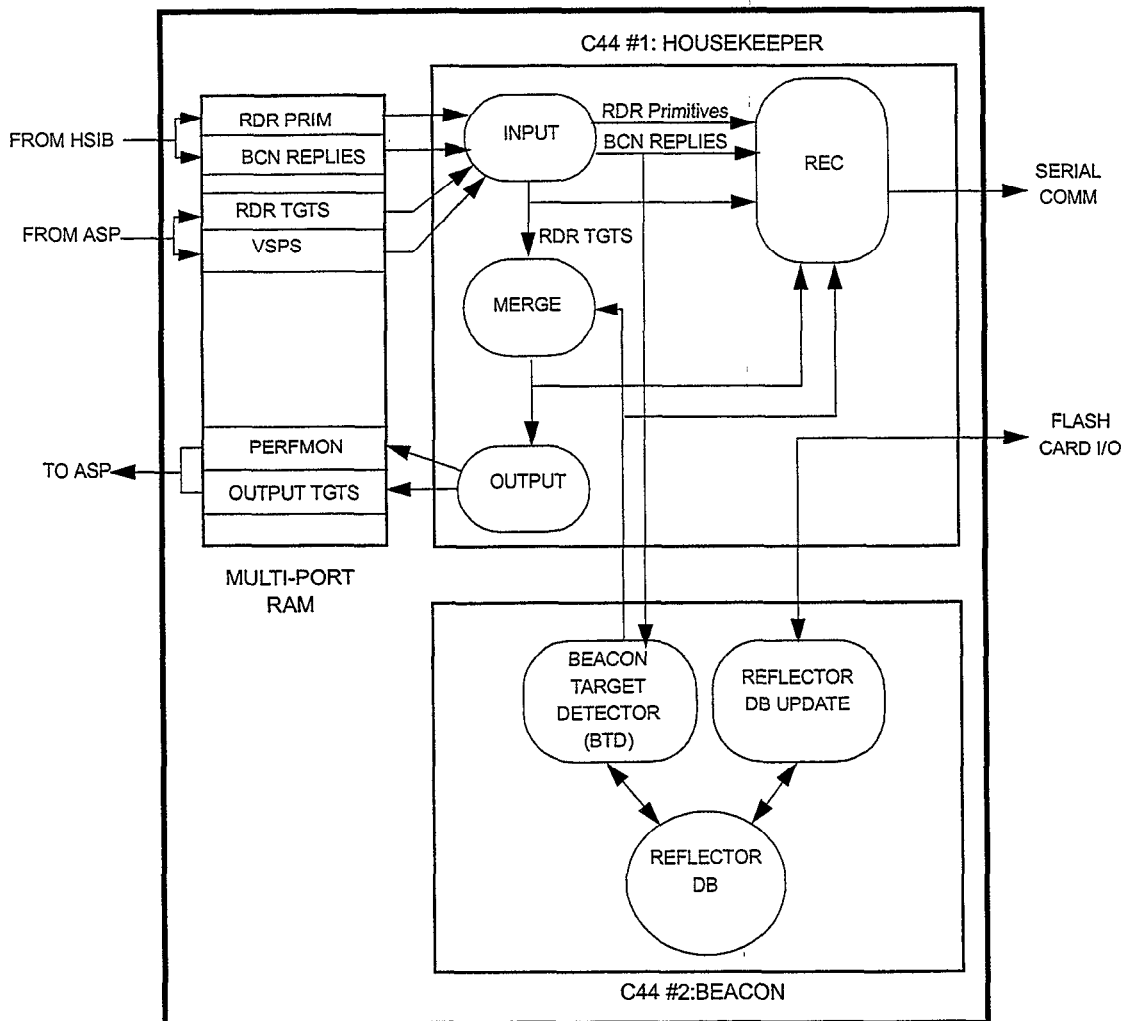 C44 #1: HOUSEKEEPER
FROM HSIB
RDR PRIM
BCN REPLIES
FROM ASP
RDR TGTS
VSPS
INPUT
RDR Primitives
BCN REPLIES
REC
SERIAL
COMM
RDR TGTS
MERGE
TO ASP
PERFMON
OUTPUT TGTS
OUTPUT
FLASH
CARD I/O
MULTI-PORT
RAM
BEACON
TARGET
DETECTOR
(BTD)
REFLECTOR
DB UPDATE
REFLECTOR
DB
C44 #2:BEACON